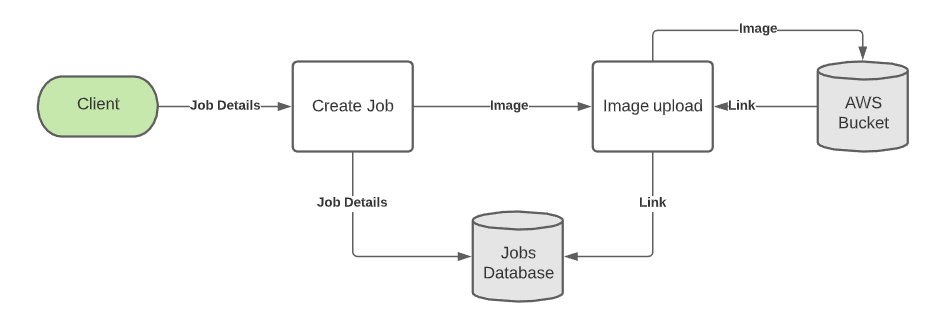 Image
Client
Job Details
Create Job
Image
Image upload
Link
AWS
Bucket
Job Details
Link
Jobs
Database